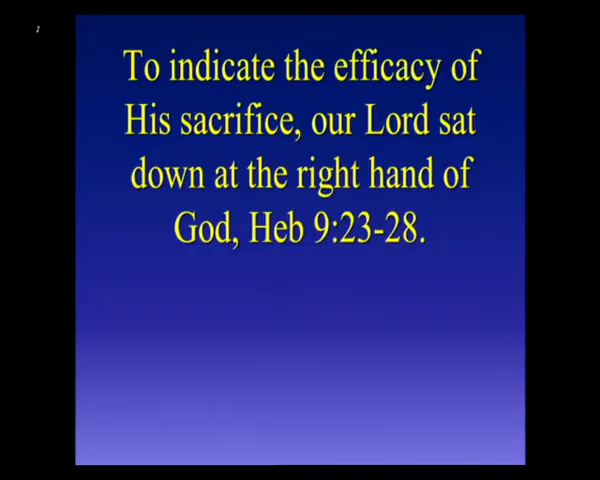 To indicate the efficacy of
His sacrifice, our Lord sat
down at the right hand of
God, Heb 9:23-28.